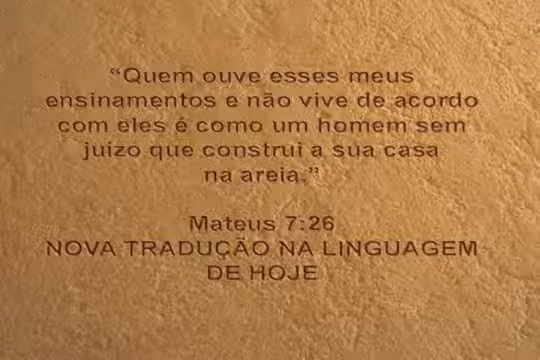 “Quem ouve esses meus
ensinamentos e não vive de acordo
com eles é como um homem sem
juízo que construi a sua casa
na areia.”
Mateus 7:26
NOVA TRADUÇÃO NA LINGUAGEM
DE HOJE